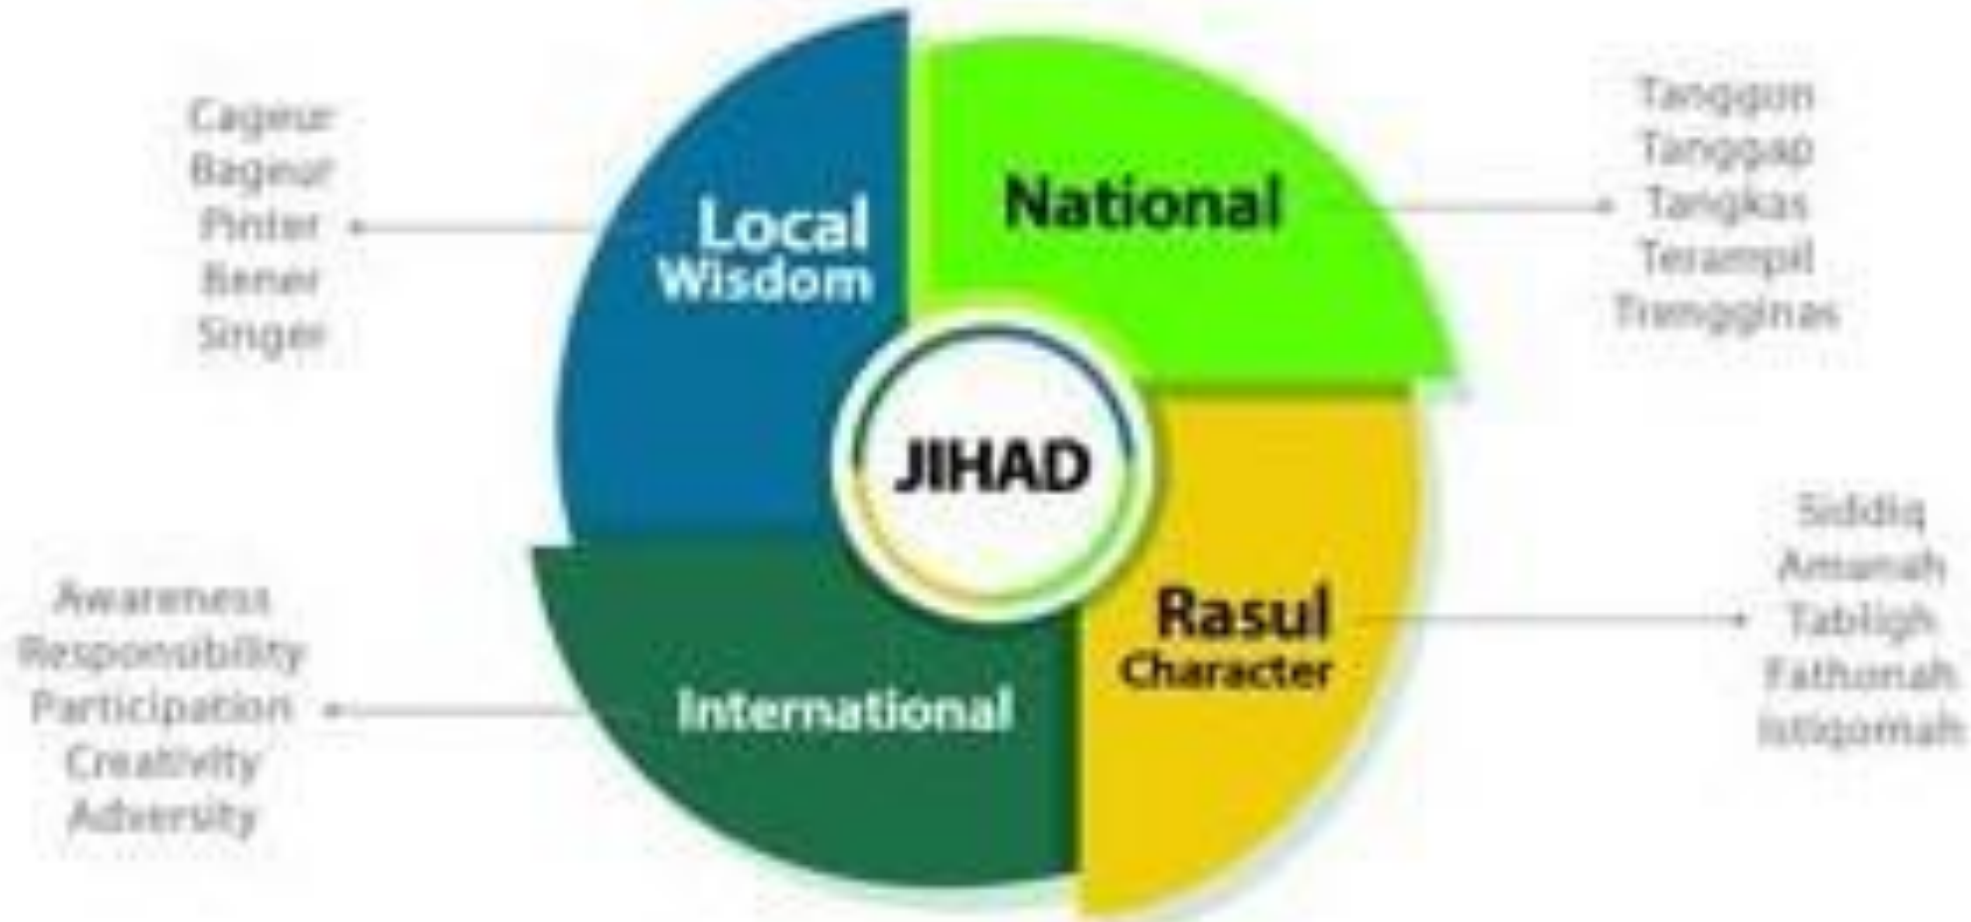 Cageur
Bageur
Pinter
Bener
Singer
Local
Wisdom
National
Tanggon
Tanggap
Tangkas
Terampil
Trengginas
JIHAD
Awareness
Responsibility
Participation
Creativity
Adversity
International
Rasul
Character
Siddiq
Amanah
Tabligh
Fathonah
Istiqomah